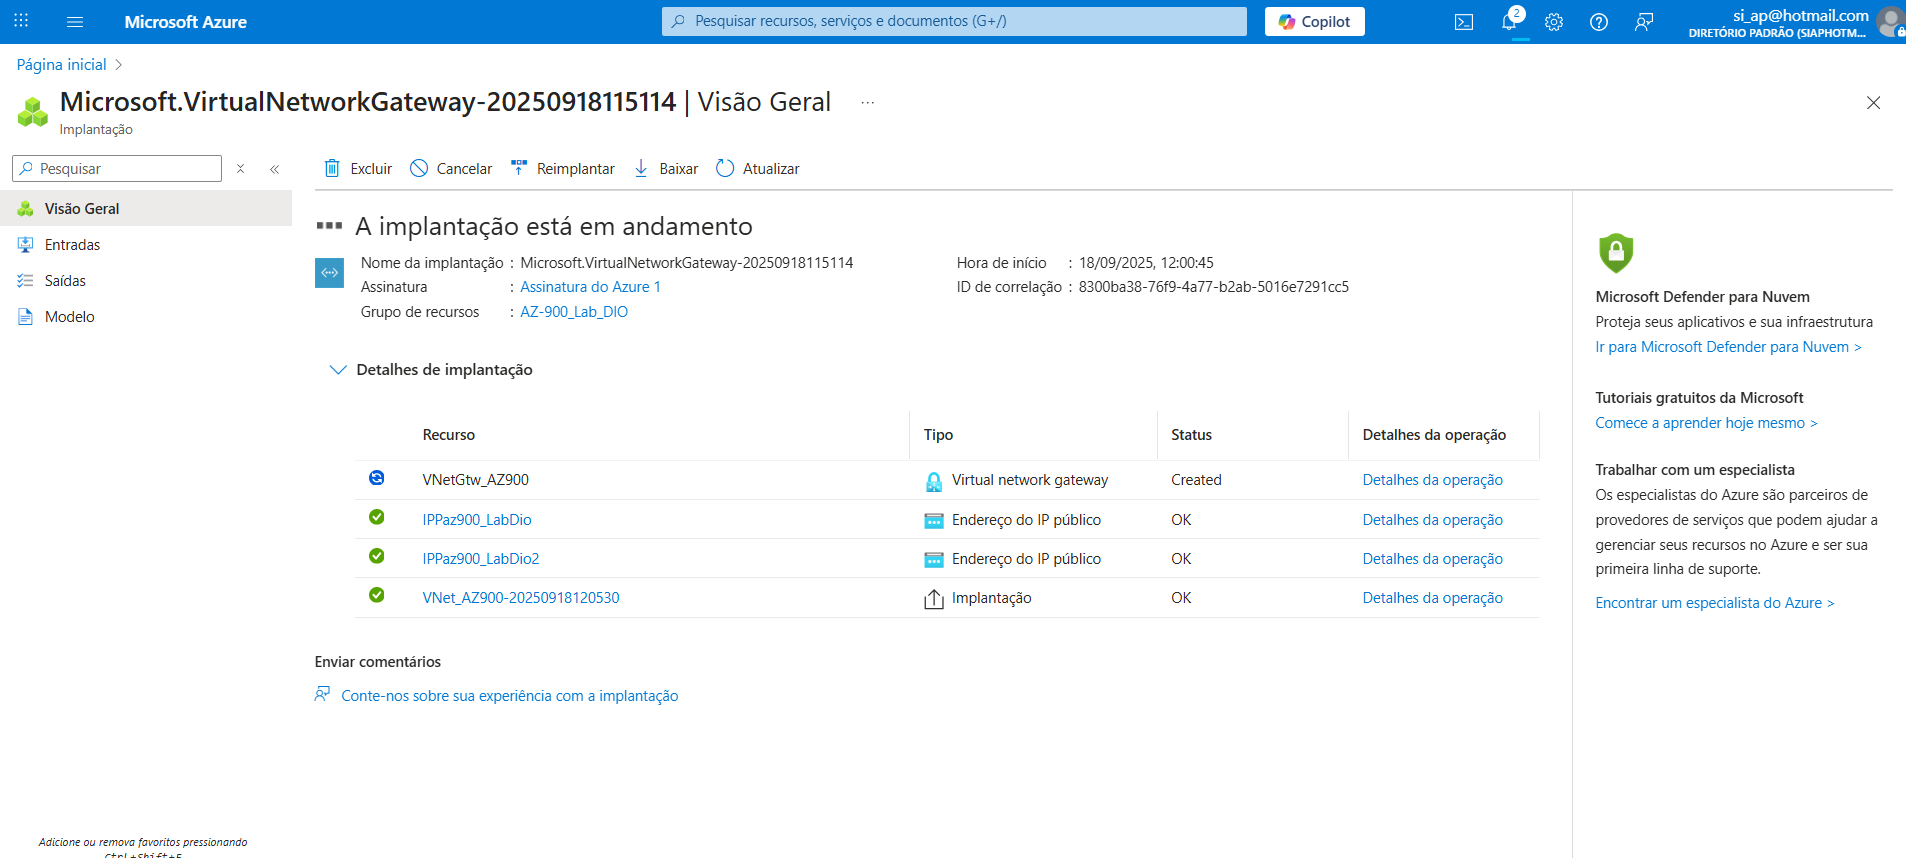 Microsoft Azure
Pesquisar recursos, serviços e documentos (G+/)
Copilot
2
si_ap@hotmail.com
DIRETÓRIO PADRÃO (SIAPHOTM...
Página inicial >
Microsoft.VirtualNetworkGateway-20250918115114 | Visão Geral ...
Implantação
Pesquisar
Excluir
Cancelar
Reimplantar
Baixar
Atualizar
Visão Geral
Entradas
Saídas
Modelo
A implantação está em andamento
Nome da implantação : Microsoft.VirtualNetworkGateway-20250918115114
Assinatura : Assinatura do Azure 1
Grupo de recursos : AZ-900_Lab_DIO
Hora de início : 18/09/2025, 12:00:45
ID de correlação : 8300ba38-76f9-4a77-b2ab-5016e7291cc5
Detalhes de implantação
Recurso Tipo Status Detalhes da operação
VNetGtw_AZ900 Virtual network gateway Created Detalhes da operação
IPPaz900_LabDio Endereço do IP público OK Detalhes da operação
IPPaz900_LabDio2 Endereço do IP público OK Detalhes da operação
VNet_AZ900-20250918120530 Implantação OK Detalhes da operação
Enviar comentários
Conte-nos sobre sua experiência com a implantação
Microsoft Defender para Nuvem
Proteja seus aplicativos e sua infraestrutura
Ir para Microsoft Defender para Nuvem >
Tutoriais gratuitos da Microsoft
Comece a aprender hoje mesmo >
Trabalhar com um especialista
Os especialistas do Azure são parceiros de
provedores de serviços que podem ajudar a
gerenciar seus recursos no Azure e ser sua
primeira linha de suporte.
Encontrar um especialista do Azure >
Adicione ou remova favoritos pressionando
Ctrl+Shift+F